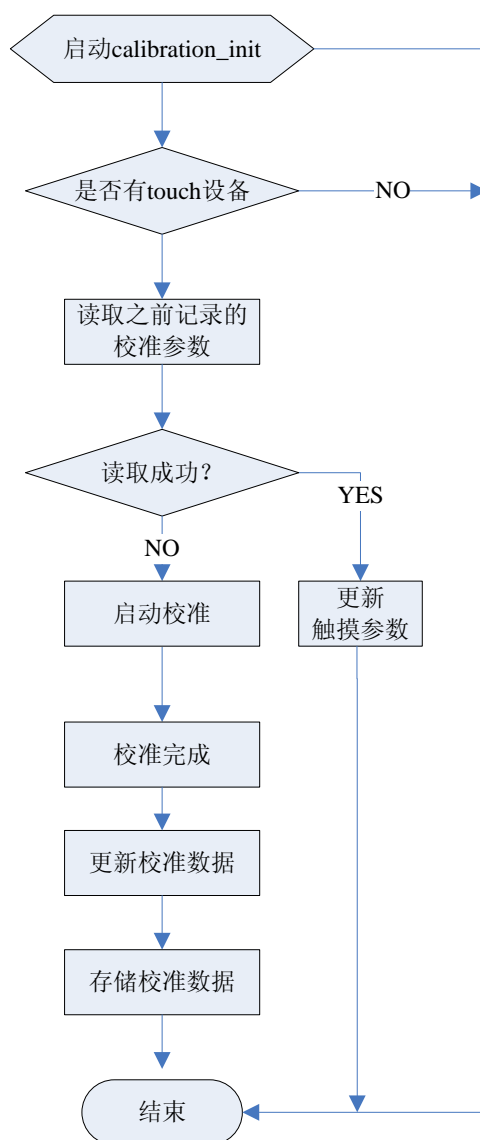 启动calibration_init
是否有touch设备
NO
读取之前记录的
校准参数
读取成功?
YES
NO
启动校准
更新
触摸参数
校准完成
更新校准数据
存储校准数据
结束